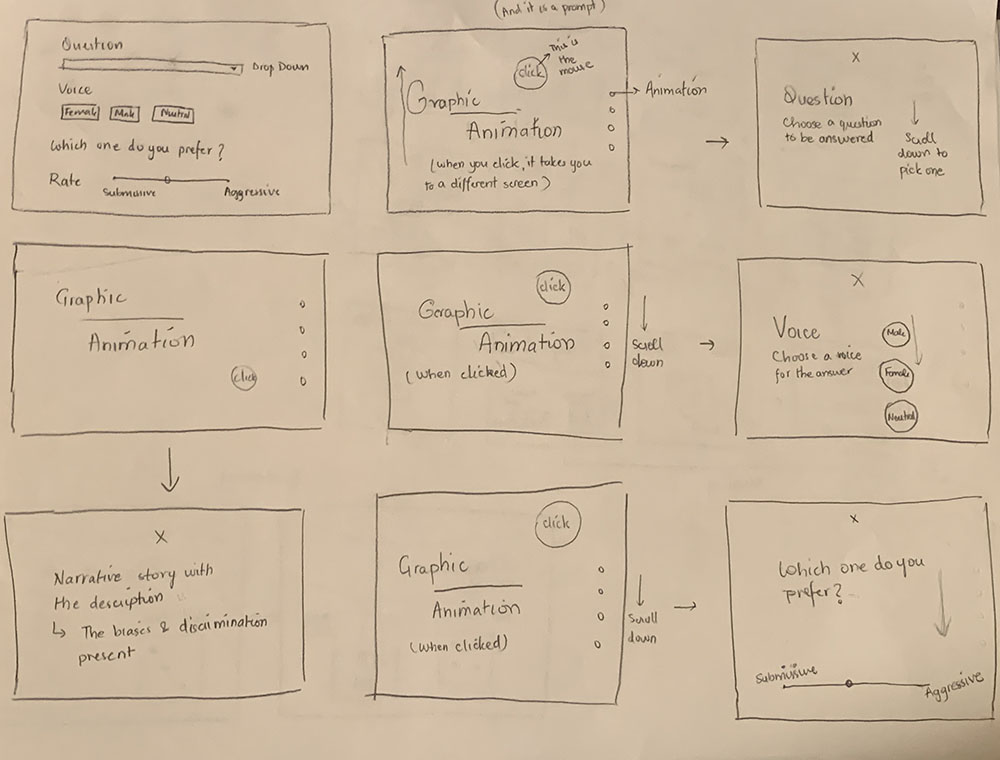 (And it is a prompt)
Question
Drop Down
Voice
Female Male Neutral
Which one do you prefer?
Rate
Submissive Aggressive
click
This is
the
mouse
Graphic
Animation
(when you click, it takes you
to a different screen)
Animation
X
Question
Choose a question
to be answered
Scroll
down to
pick one
Graphic
Animation
click
click
Graphic
Animation
(when clicked)
Scroll
down
X
Voice
Choose a voice
for the answer
Male
Female
Neutral
X
Narrative story with
the description
The biases & discrimination
present
click
Graphic
Animation
(when clicked)
Scroll
down
X
Which one do you
prefer?
Submissive
Aggressive